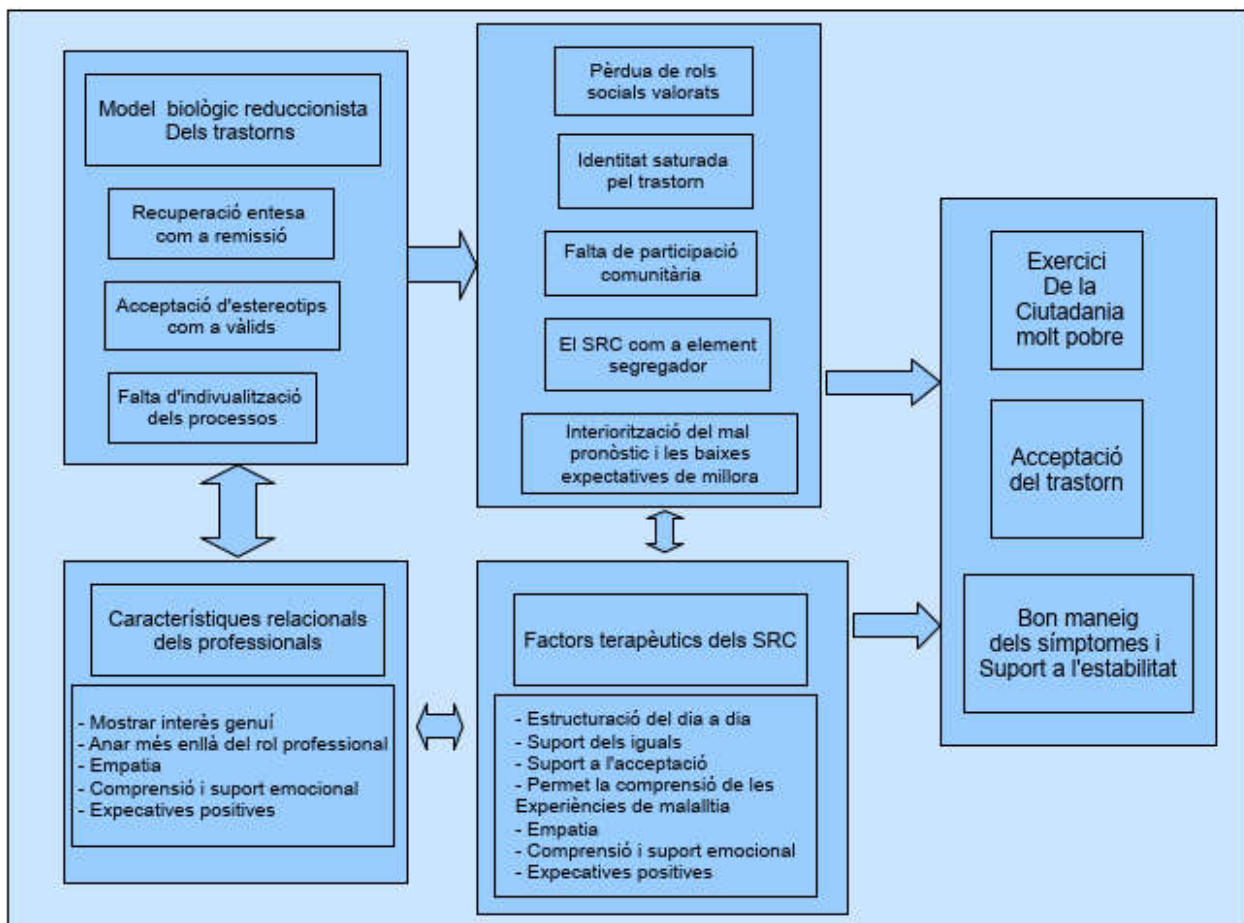 Model biològic reduccionista
Dels trastorns
Recuperació entesa
com a remissió
Acceptació d'estereotips
com a vàlids
Falta d'indivualització
dels processos
Pèrdua de rols
socials valorats
Identitat saturada
pel trastorn
Falta de participació
comunitària
El SRC com a element
segregador
Interiorització del mal
pronòstic i les baixes
expectatives de millora
Exercici
De la
Ciutadania
molt pobre
Acceptació
del trastorn
Bon maneig
dels símptomes i
Suport a l'estabilitat
Característiques relacionals
dels professionals
- Mostrar interès genuí
- Anar més enllà del rol professional
- Empatia
- Comprensió i suport emocional
- Expecatives positives
Factors terapèutics dels SRC
- Estructuració del dia a dia
- Suport dels iguals
- Suport a l'acceptació
- Permet la comprensió de les
Experiències de malalltia
- Empatia
- Comprensió i suport emocional
- Expecatives positives